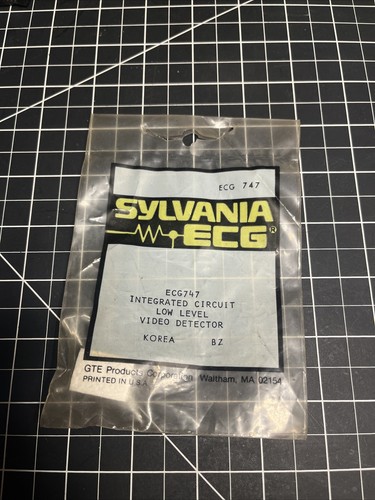 ECG 747
SYLVANIA
ECG®
ECG747
INTEGRATED CIRCUIT
LOW LEVEL
VIDEO DETECTOR
KOREA BZ
GTE Products Corporation Waltham, MA 02154
PRINTED IN U.S.A.